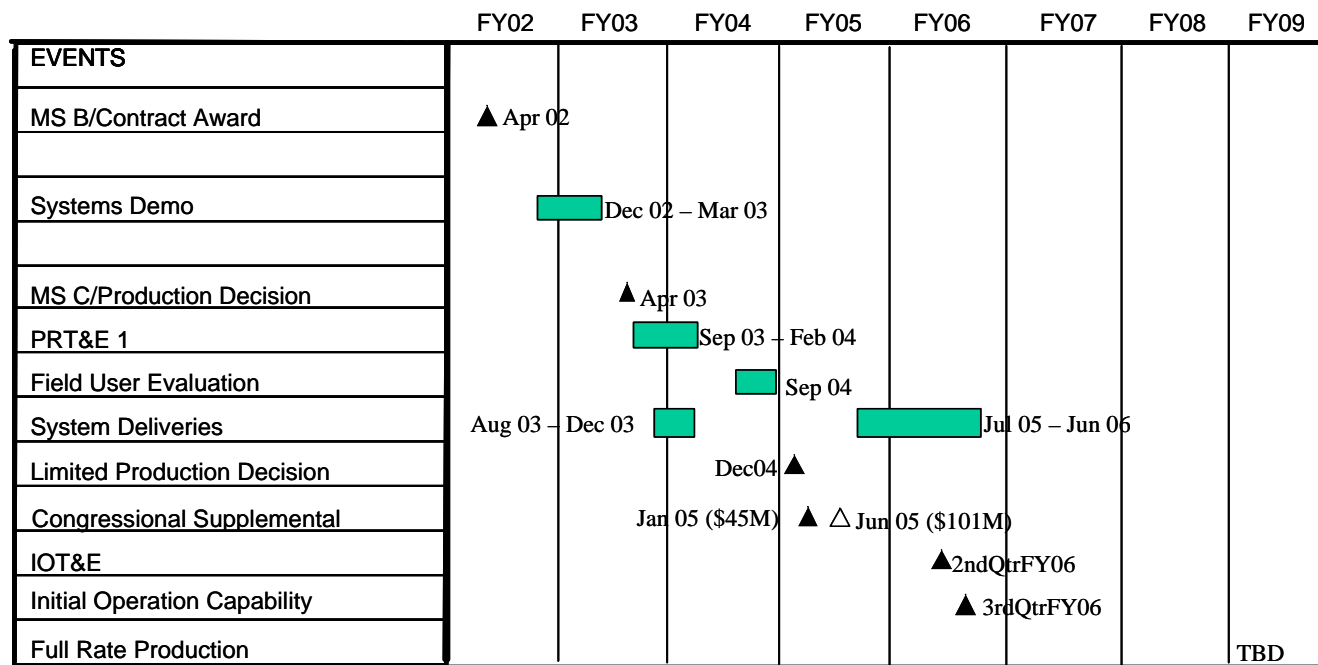 FY02 FY03 FY04 FY05 FY06 FY07 FY08 FY09
EVENTS
MS B/Contract Award Apr 02
Systems Demo Dec 02 – Mar 03
MS C/Production Decision Apr 03
PRT&E 1 Sep 03 – Feb 04
Field User Evaluation Sep 04
System Deliveries Aug 03 – Dec 03 Jul 05 – Jun 06
Limited Production Decision Dec04
Congressional Supplemental Jan 05 ($45M) Jun 05 ($101M)
IOT&E 2ndQtrFY06
Initial Operation Capability 3rdQtrFY06
Full Rate Production TBD